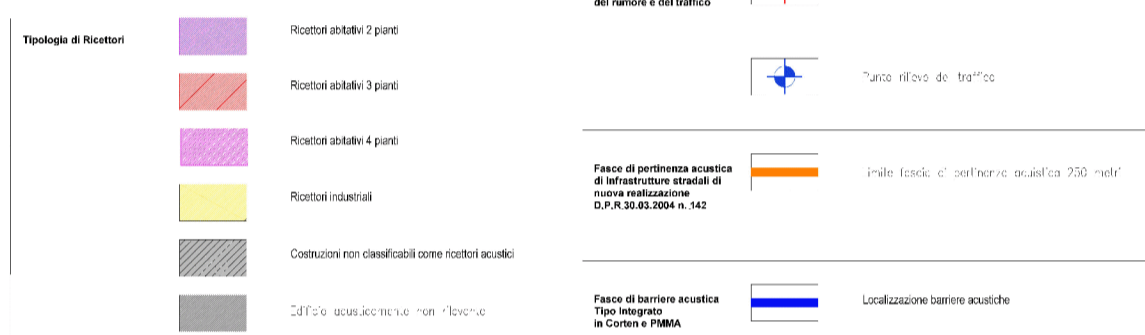 Tipologia di Ricettori
Ricettori abitativi 2 pianti
Ricettori abitativi 3 pianti
Ricettori abitativi 4 pianti
Ricettori industriali
Costruzioni non classificabili come ricettori acustici
Edificio acusticamente non rilevante
del rumore e del traffico
Punto rilievo del traffico
Fasce di pertinenza acustica
di Infrastrutture stradali di
nuova realizzazione
D.P.R.30.03.2004 n. .142
limite fascia di pertinenza acuistica 250 metri
Fasce di barriere acustica
Tipo Integrato
in Corten e PMMA
Localizzazione barriere acustiche